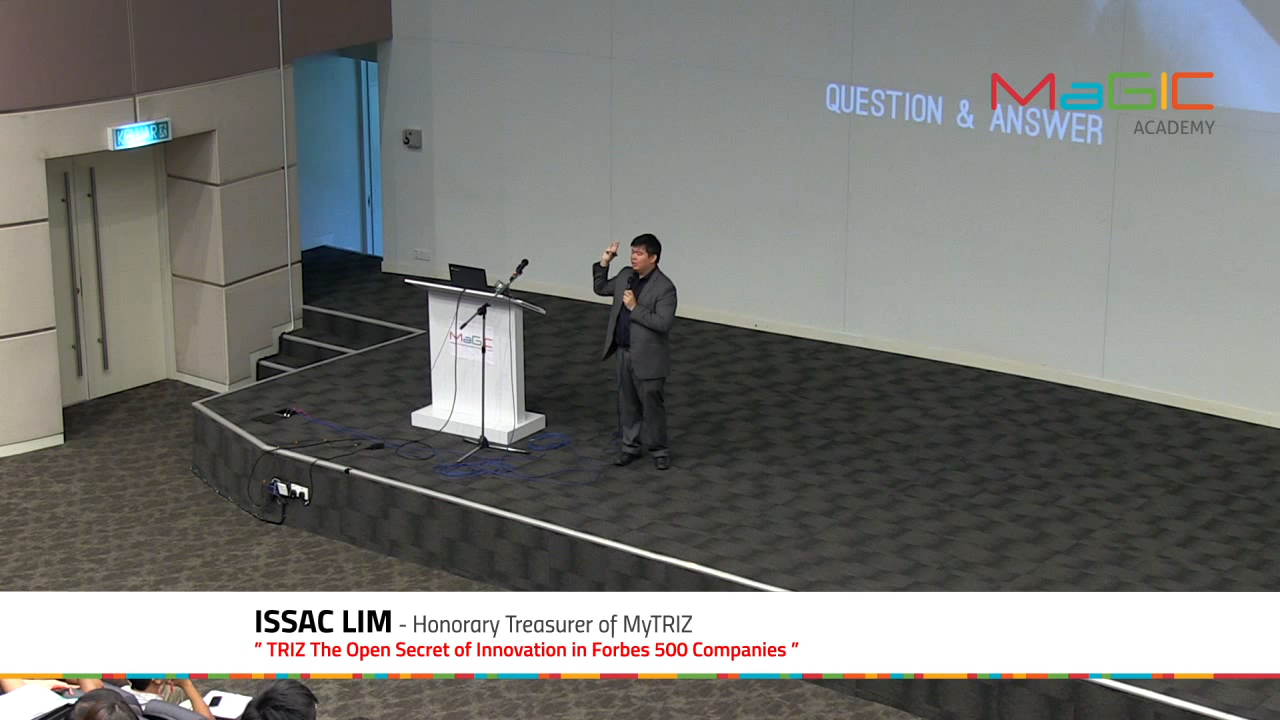 MaGIC
ACADEMY
QUESTION & ANSWER
KELUAR
MaGIC
ISSAC LIM - Honorary Treasurer of MyTRIZ
" TRIZ The Open Secret of Innovation in Forbes 500 Companies "